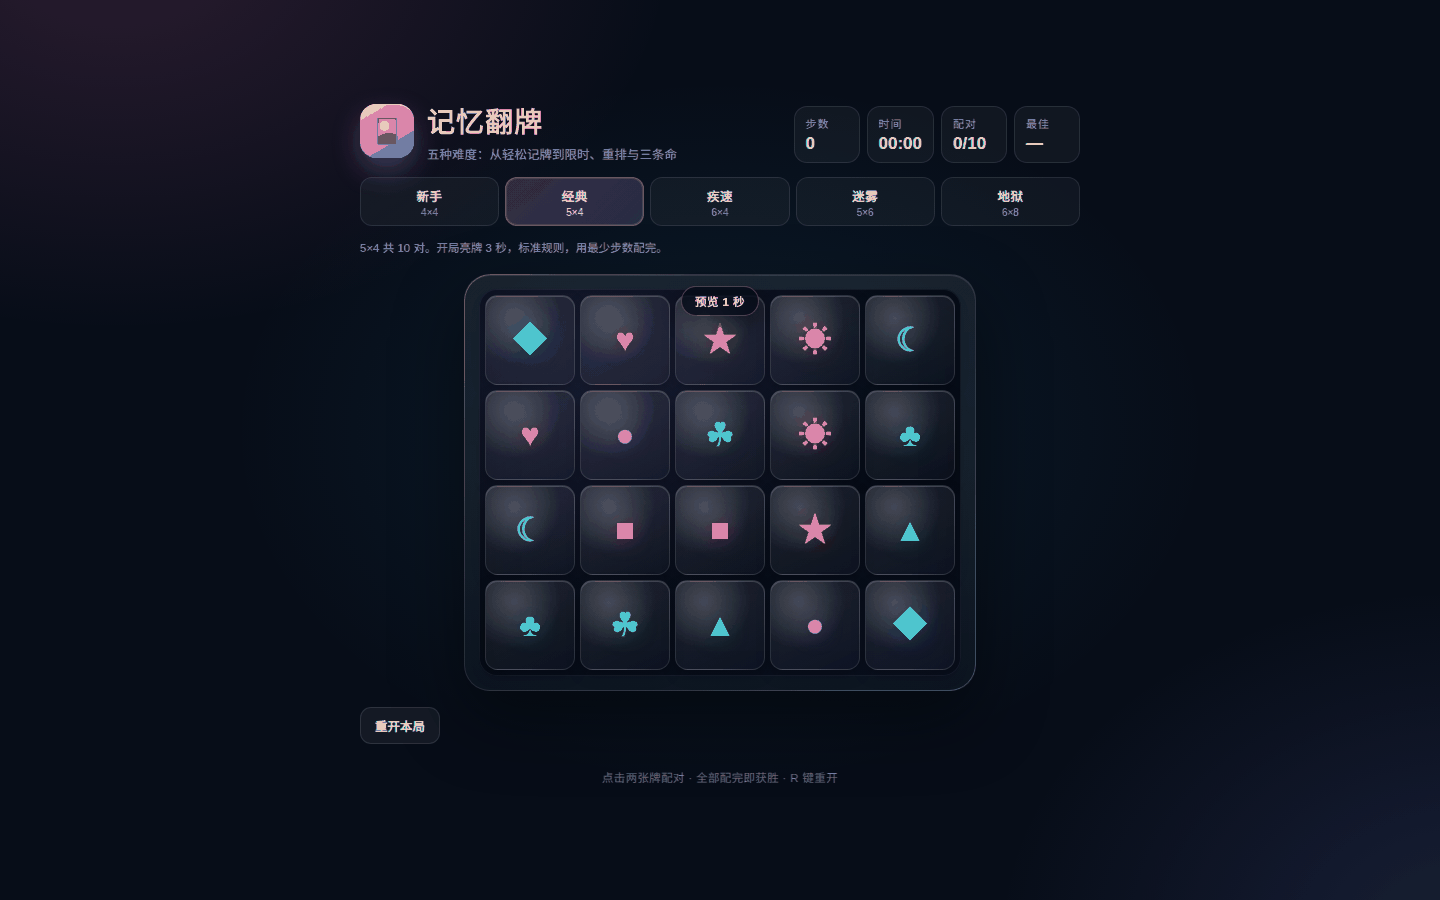 记忆翻牌
五种难度：从轻松记牌到限时、重排与三条命
步数
0
时间
00:00
配对
0/10
最佳
—
新手
4×4
经典
5×4
疾速
6×4
迷雾
5×6
地狱
6×8
5×4 共 10 对。开局亮牌 3 秒，标准规则，用最少步数配完。
预览 1 秒
重开本局
点击两张牌配对 · 全部配完即获胜 · R 键重开